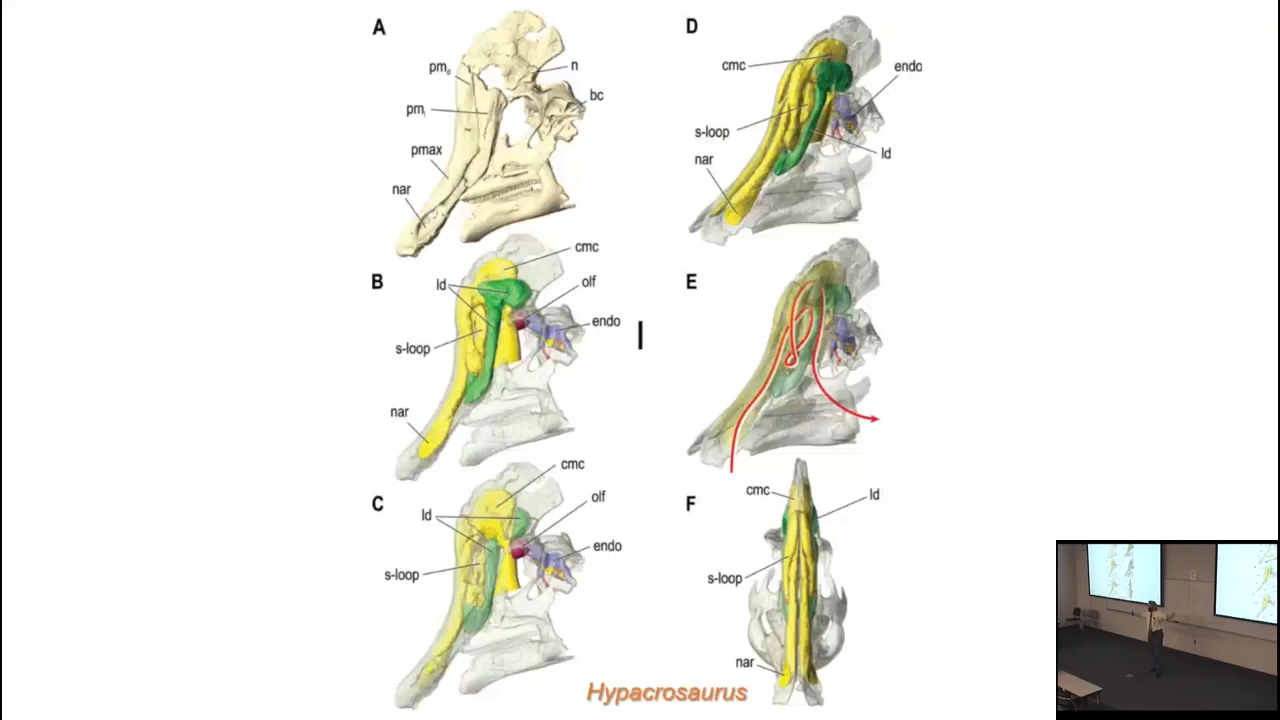 A
pmd
n
bc
pml
pmax
nar
B
cmc
ld
olf
endo
s-loop
nar
C
cmc
ld
olf
endo
s-loop
D
cmc
endo
s-loop
ld
nar
E
F
cmc
ld
s-loop
nar
Hypacrosaurus